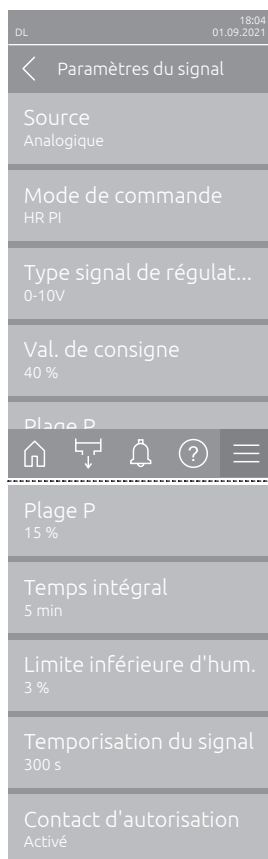 18:04
DL 01.09.2021
Paramètres du signal
Source
Analogique
Mode de commande
HR PI
Type signal de régulat...
0-10V
Val. de consigne
40 %
Plage P
?
Plage P
15 %
Temps intégral
5 min
Limite inférieure d'hum.
3 %
Temporisation du signal
300 s
Contact d'autorisation
Activé